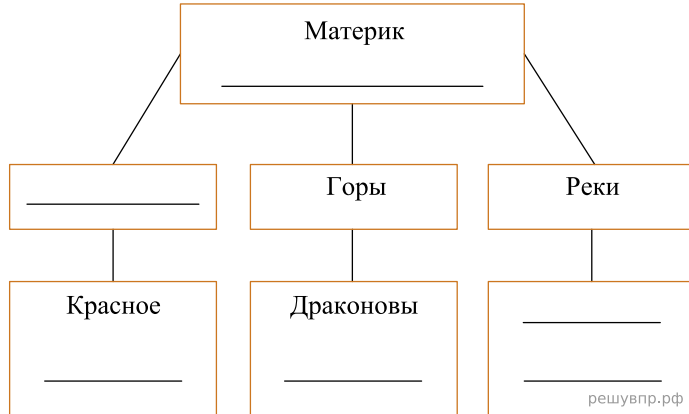 Материк
Горы
Реки
Красное
Драконовы
решувпр.рф